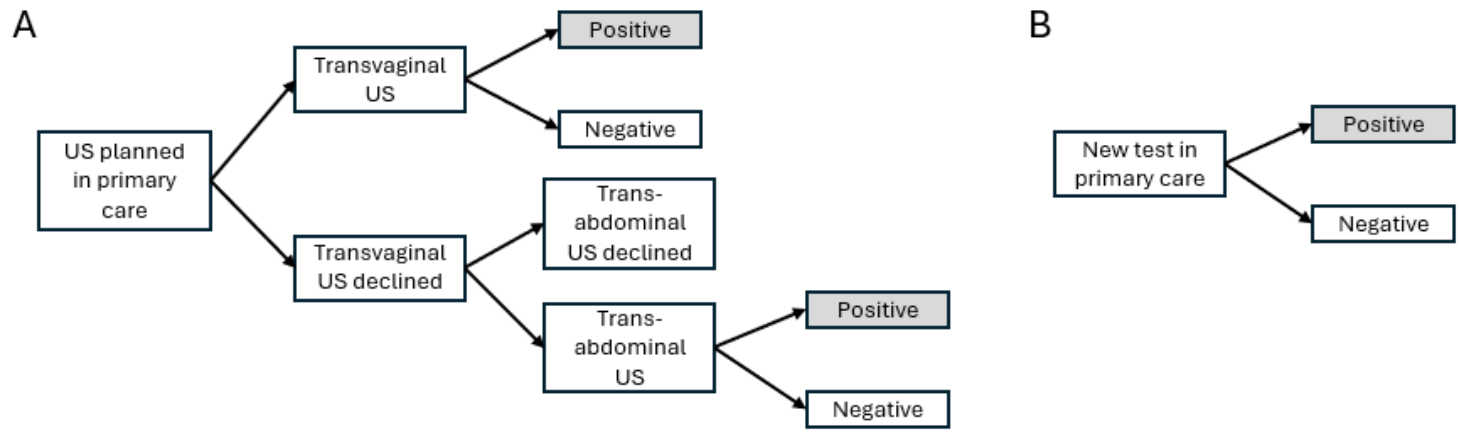 A
US planned
in primary
care
Transvaginal
US
Positive
Negative
Transvaginal
US declined
Trans-
abdominal
US declined
Trans-
abdominal
US
Positive
Negative
B
New test in
primary care
Positive
Negative